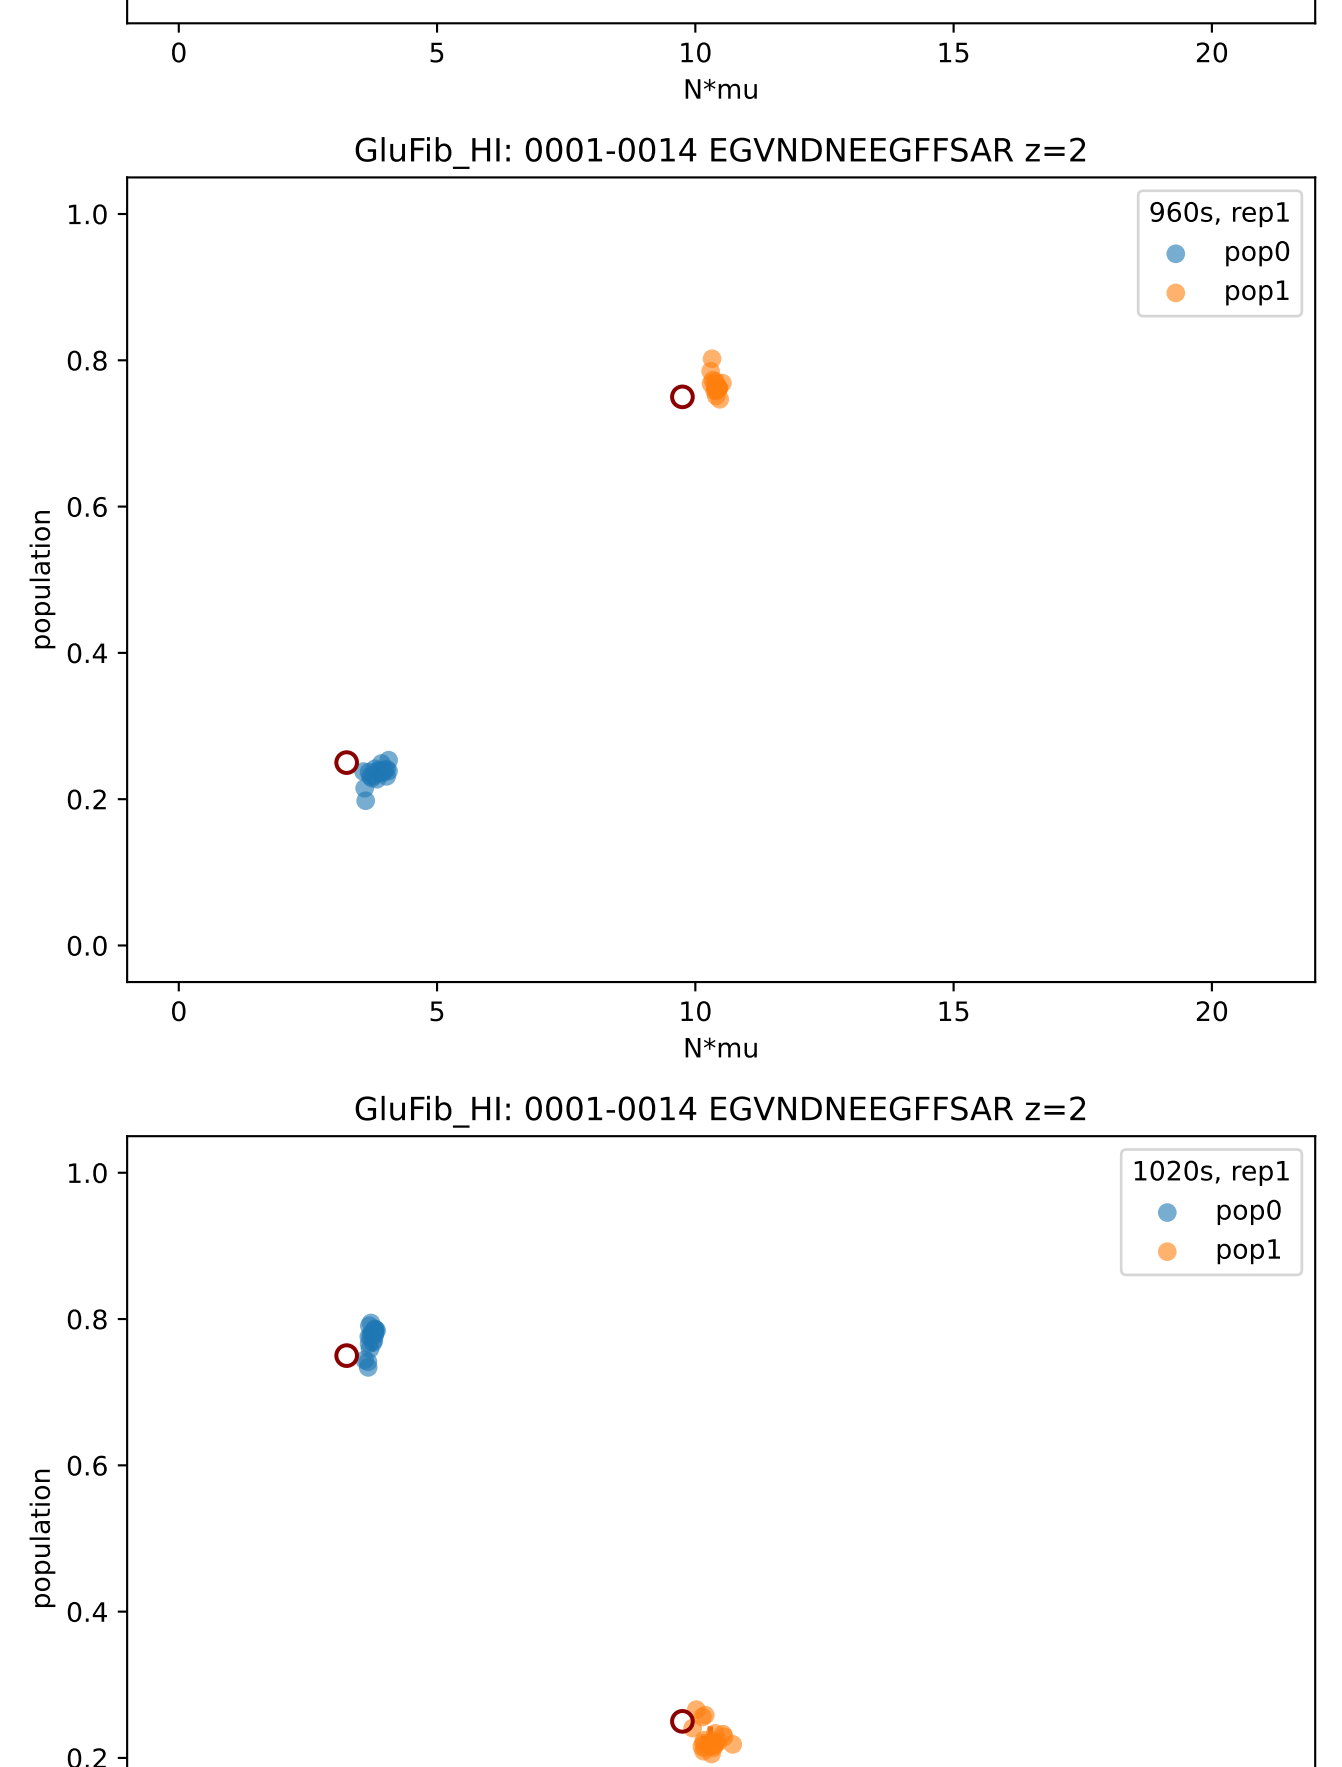 0 5 10 15 20
N*mu
GluFib_HI: 0001-0014 EGVNDNEEGFFSAR z=2
960s, rep1
pop0
pop1
1.0
0.8
0.6
0.4
0.2
0.0
population
0 5 10 15 20
N*mu
GluFib_HI: 0001-0014 EGVNDNEEGFFSAR z=2
1020s, rep1
pop0
pop1
1.0
0.8
0.6
0.4
0.2
population